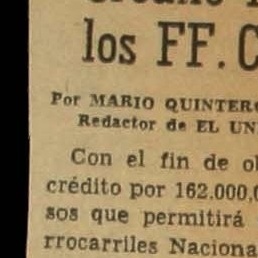 los FF. C
Por MARIO QUINTER
Redactor de EL UN
Con el fin de o
crédito por 162.000,
sos que permitirá
rrocarriles Naciona